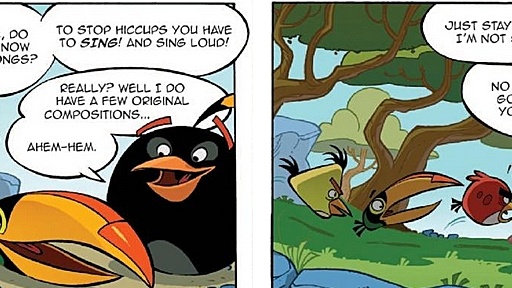 , DO
NOW
ONGS?
TO STOP HICCUPS YOU HAVE
TO SING! AND SING LOUD!
REALLY? WELL I DO
HAVE A FEW ORIGINAL
COMPOSITIONS...
AHEM-HEM.
JUST STAY
I'M NOT
NO
GO
YO